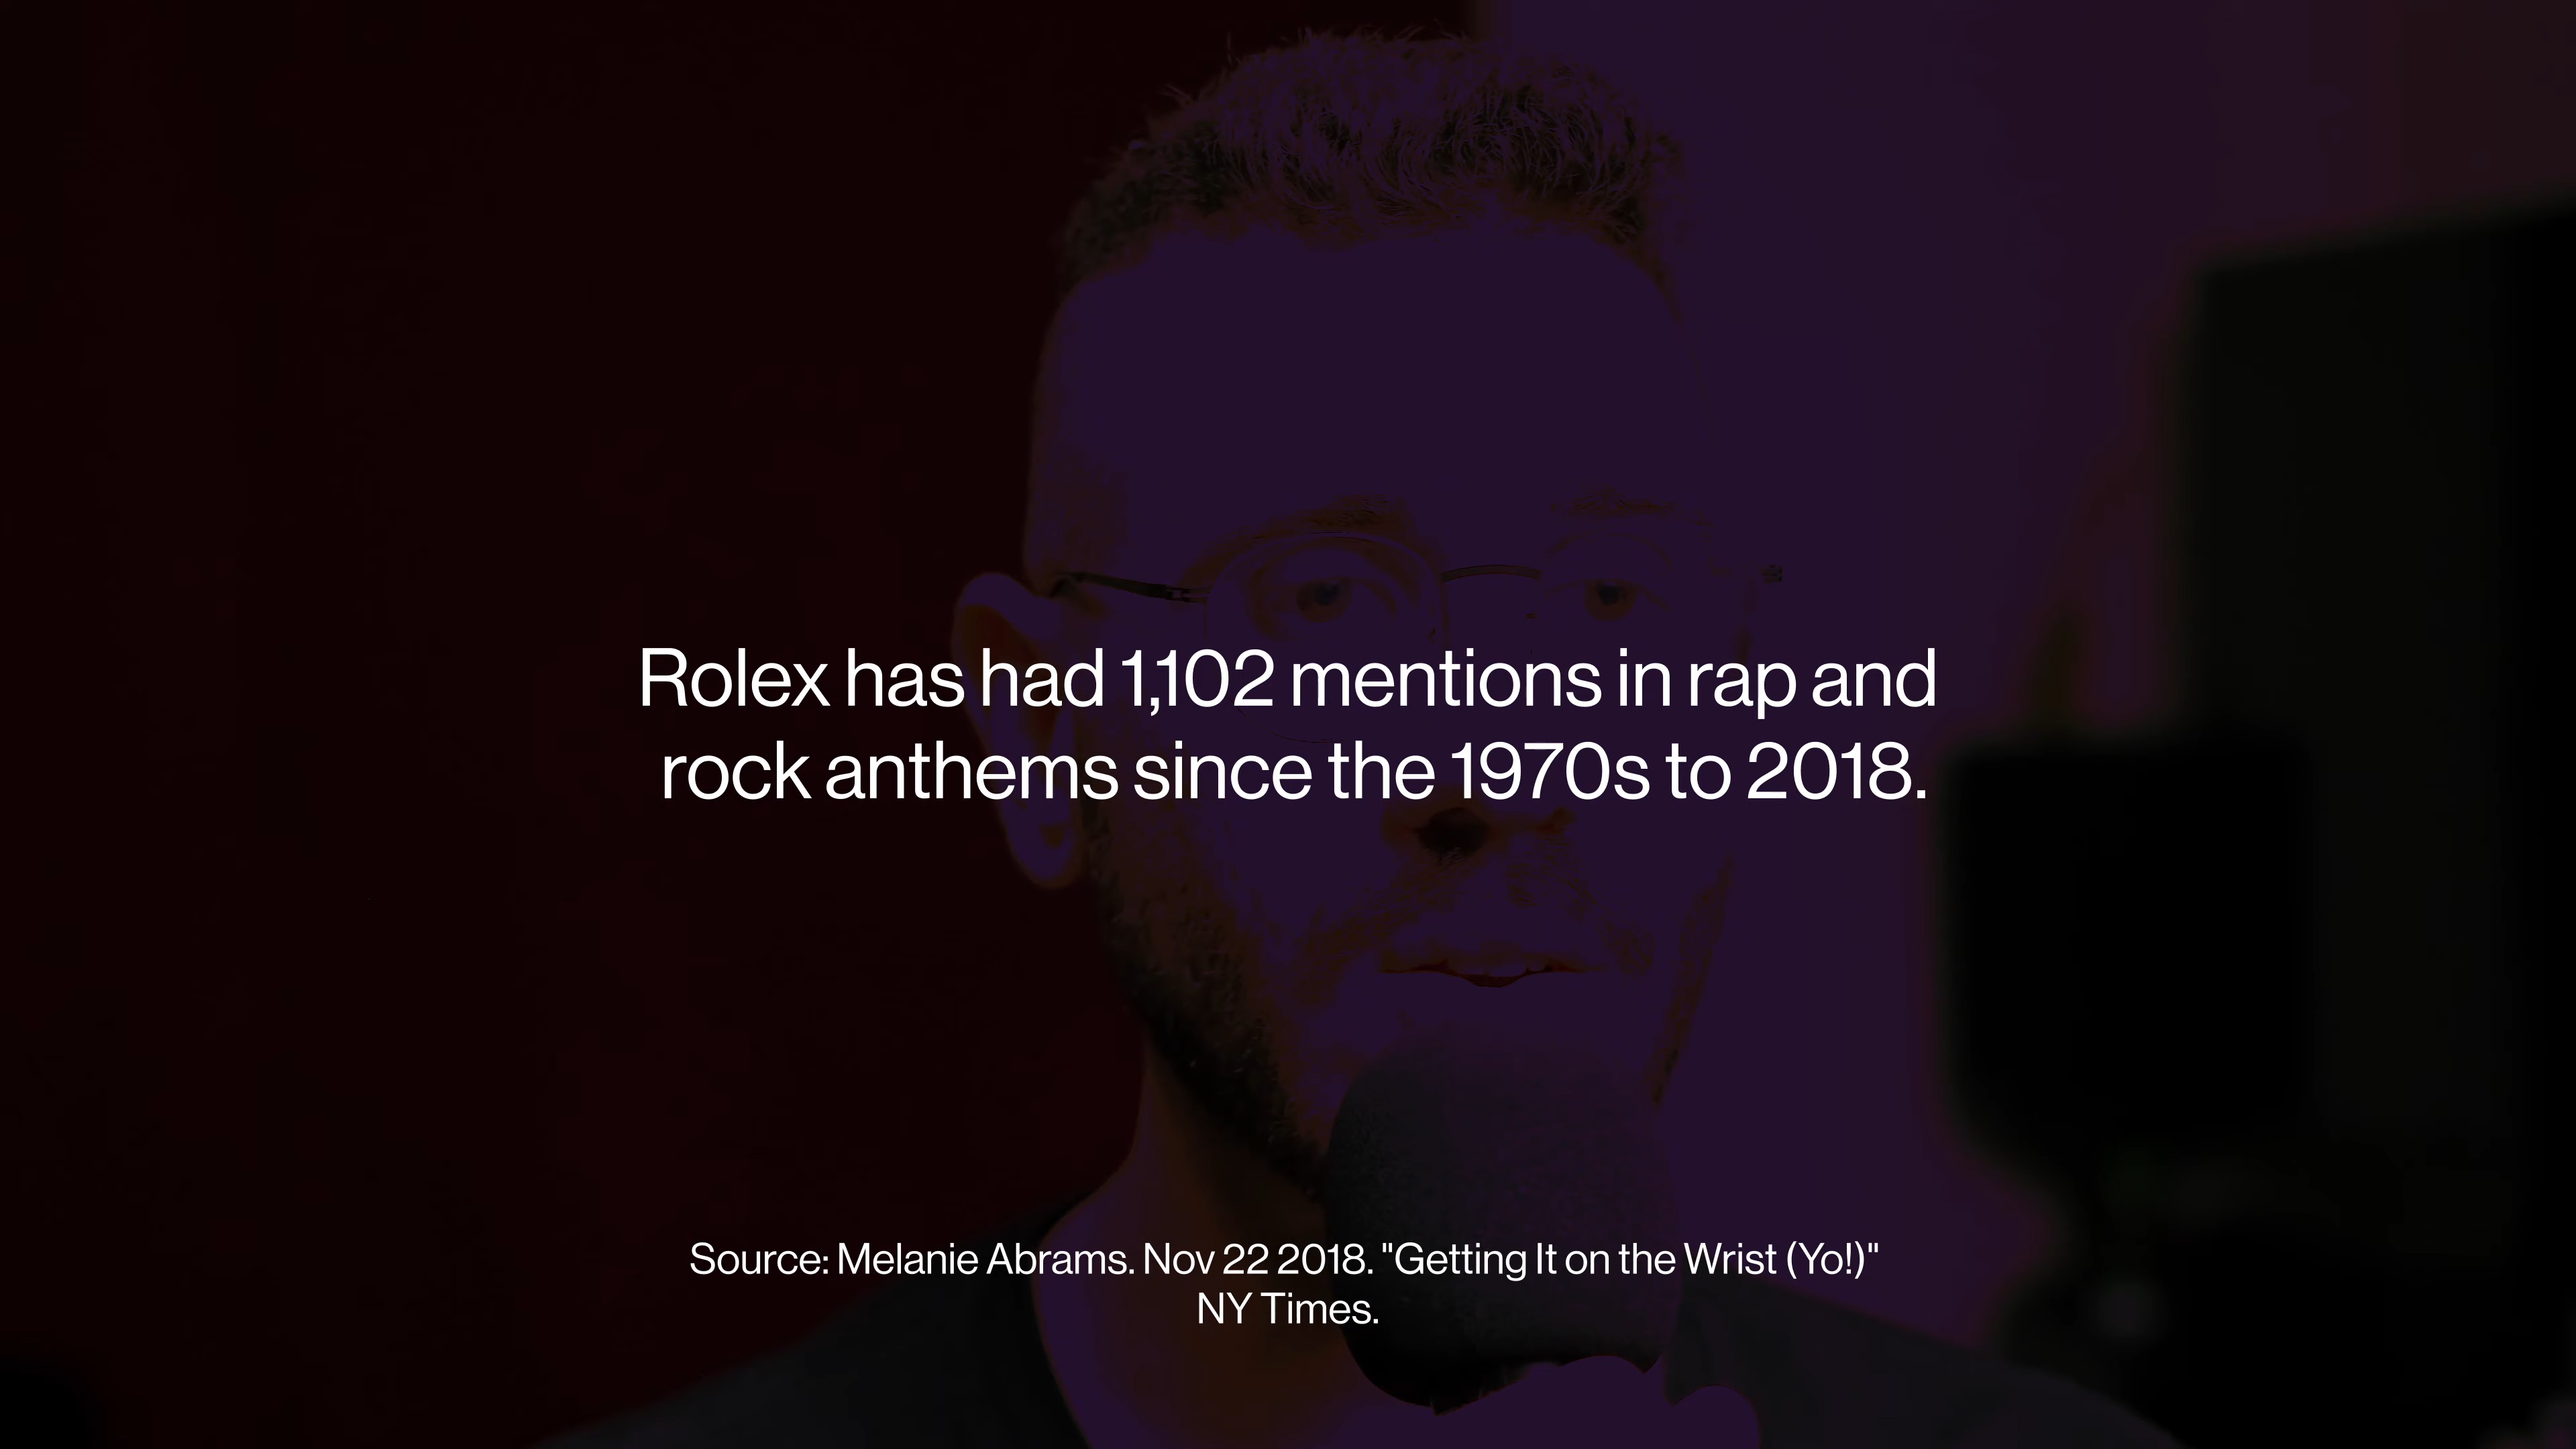 Rolex has had 1,102 mentions in rap and
rock anthems since the 1970s to 2018.
Source: Melanie Abrams. Nov 22 2018. "Getting It on the Wrist (Yo!)"
NY Times.